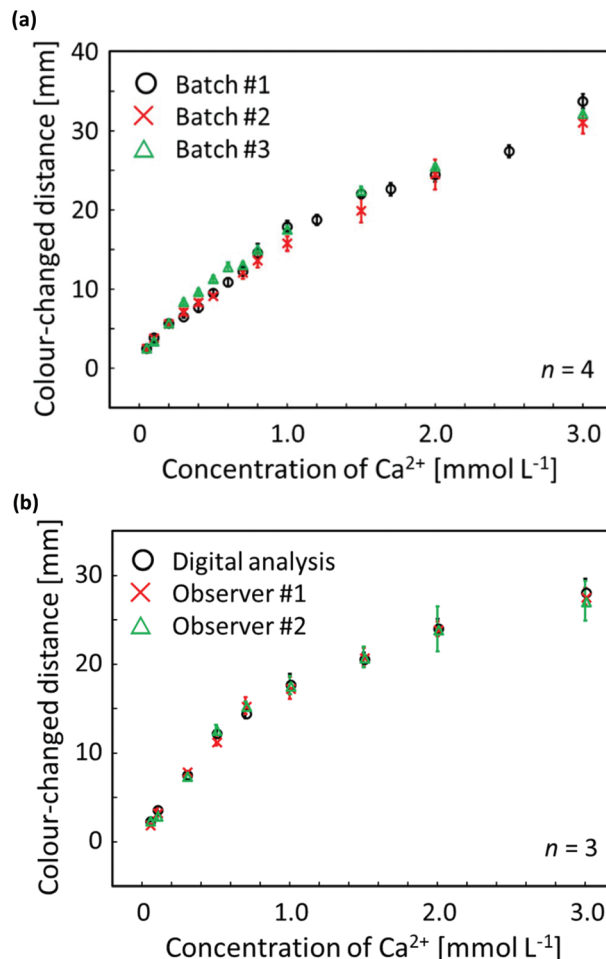 (a)
40
30
20
10
0
Colour-changed distance [mm]
Batch #1
Batch #2
Batch #3
n = 4
0 1.0 2.0 3.0
Concentration of Ca²⁺ [mmol L⁻¹]
(b)
30
20
10
0
Colour-changed distance [mm]
Digital analysis
Observer #1
Observer #2
n = 3
0 1.0 2.0 3.0
Concentration of Ca²⁺ [mmol L⁻¹]